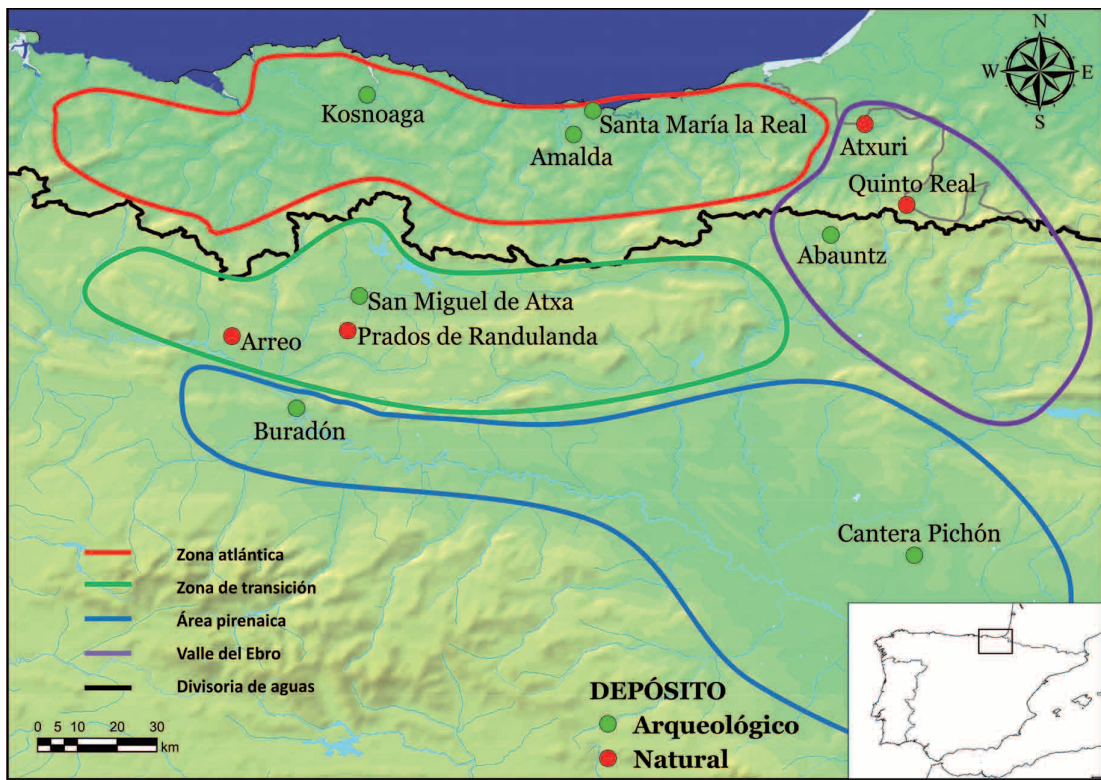 N
W E
S
Kosnoaga
Santa María la Real
Amalda
Atxuri
Quinto Real
Abauntz
San Miguel de Atxa
Prados de Randulanda
Arreo
Buradón
Cantera Pichón
Zona atlántica
Zona de transición
Área pirenaica
Valle del Ebro
Divisoria de aguas
0 5 10 20 30
km
DEPÓSITO
Arqueológico
Natural